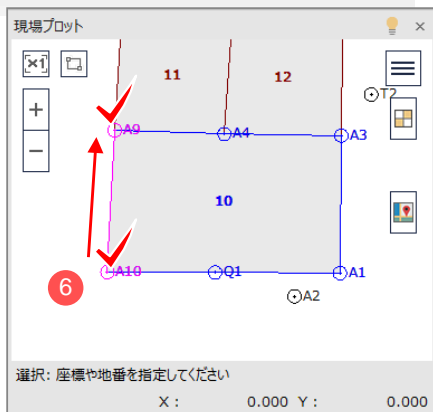 現場プロット
×
[×1]
11
12
T2
+
A9
A4
A3
−
10
6
A10
Q1
A1
A2
選択: 座標や地番を指定してください
X : 0.000 Y : 0.000